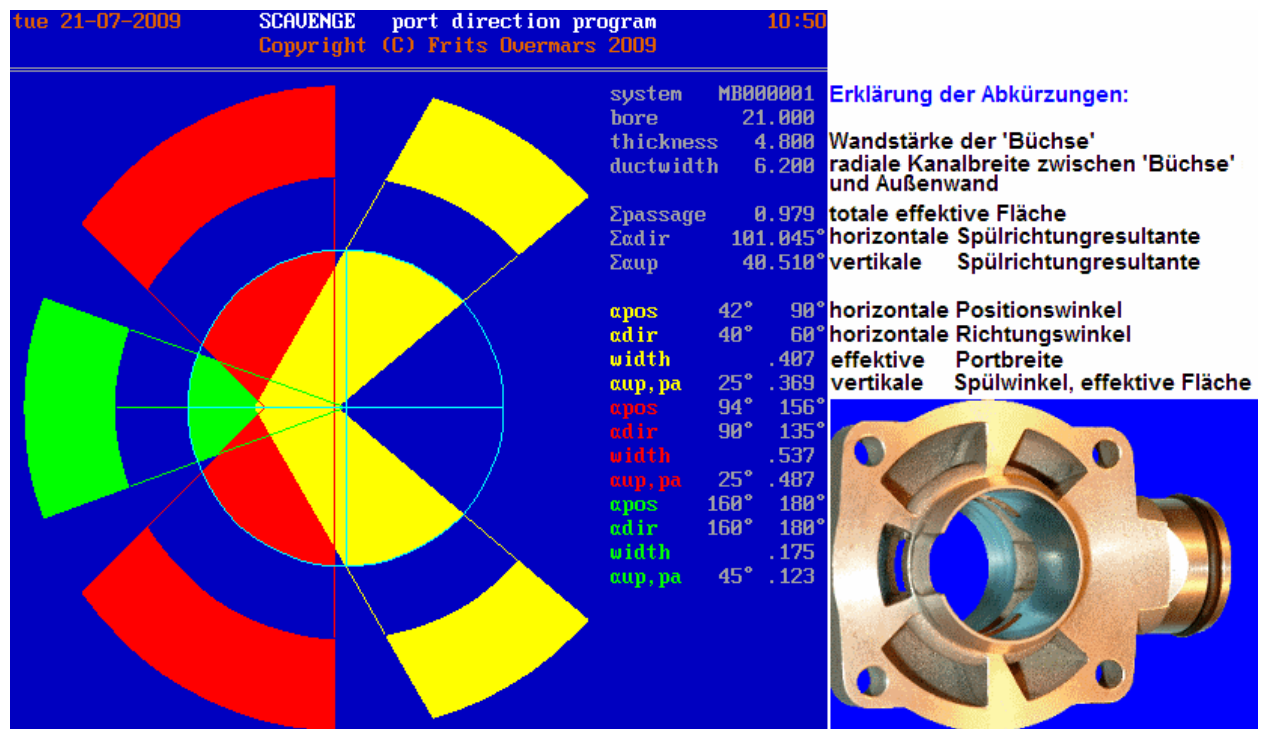 tue 21-07-2009 SCAVENGE port direction program 10:50
Copyright (C) Frits Overmars 2009
system MB000001 Erklärung der Abkürzungen:
bore 21.000
thickness 4.800 Wandstärke der 'Büchse'
ductwidth 6.200 radiale Kanalbreite zwischen 'Büchse'
und Außenwand
Σpassage 0.979 totale effektive Fläche
Σαdir 101.045° horizontale Spülrichtungresultante
Σαup 40.510° vertikale Spülrichtungresultante
αpos 42° 90° horizontale Positionswinkel
αdir 40° 60° horizontale Richtungswinkel
width .407 effektive Portbreite
αup,pa 25° .369 vertikale Spülwinkel, effektive Fläche
αpos 94° 156°
αdir 90° 135°
width .537
αup,pa 25° .487
αpos 160° 180°
αdir 160° 180°
width .175
αup,pa 45° .123